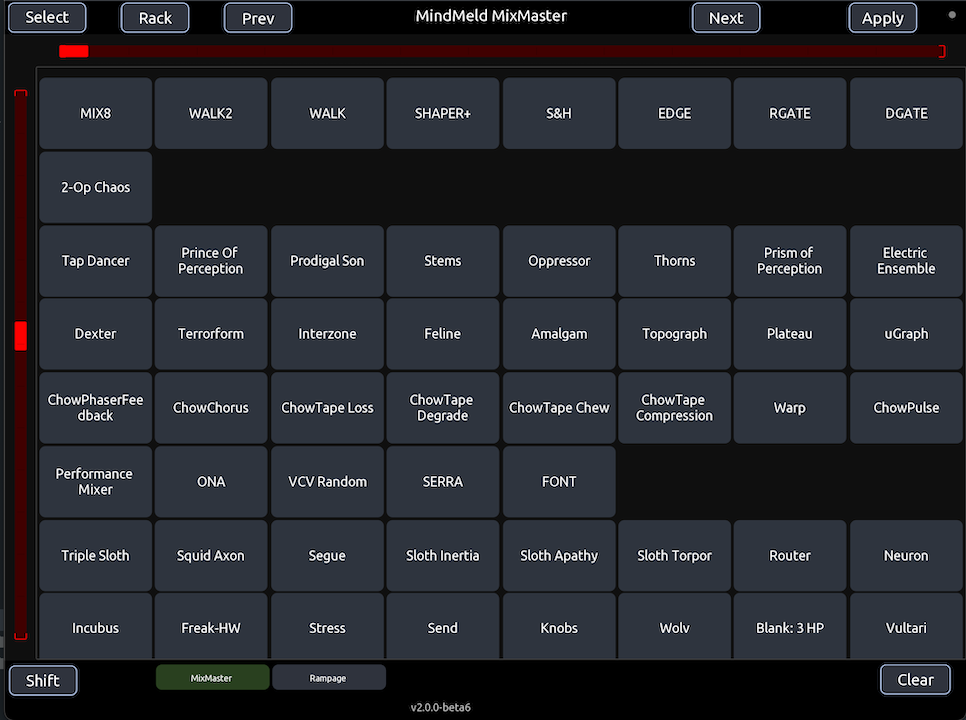 Select Rack Prev MindMeld MixMaster Next Apply
MIX8 WALK2 WALK SHAPER+ S&H EDGE RGATE DGATE
2-Op Chaos
Tap Dancer Prince Of Perception Prodigal Son Stems Oppressor Thorns Prism of Perception Electric Ensemble
Dexter Terrorform Interzone Feline Amalgam Topograph Plateau uGraph
ChowPhaserFee
dback ChowChorus ChowTape Loss ChowTape Degrade ChowTape Chew ChowTape Compression Warp ChowPulse
Performance Mixer ONA VCV Random SERRA FONT
Triple Sloth Squid Axon Segue Sloth Inertia Sloth Apathy Sloth Torpor Router Neuron
Incubus Freak-HW Stress Send Knobs Wolv Blank: 3 HP Vultari
Shift MixMaster Rampage Clear
v2.0.0-beta6